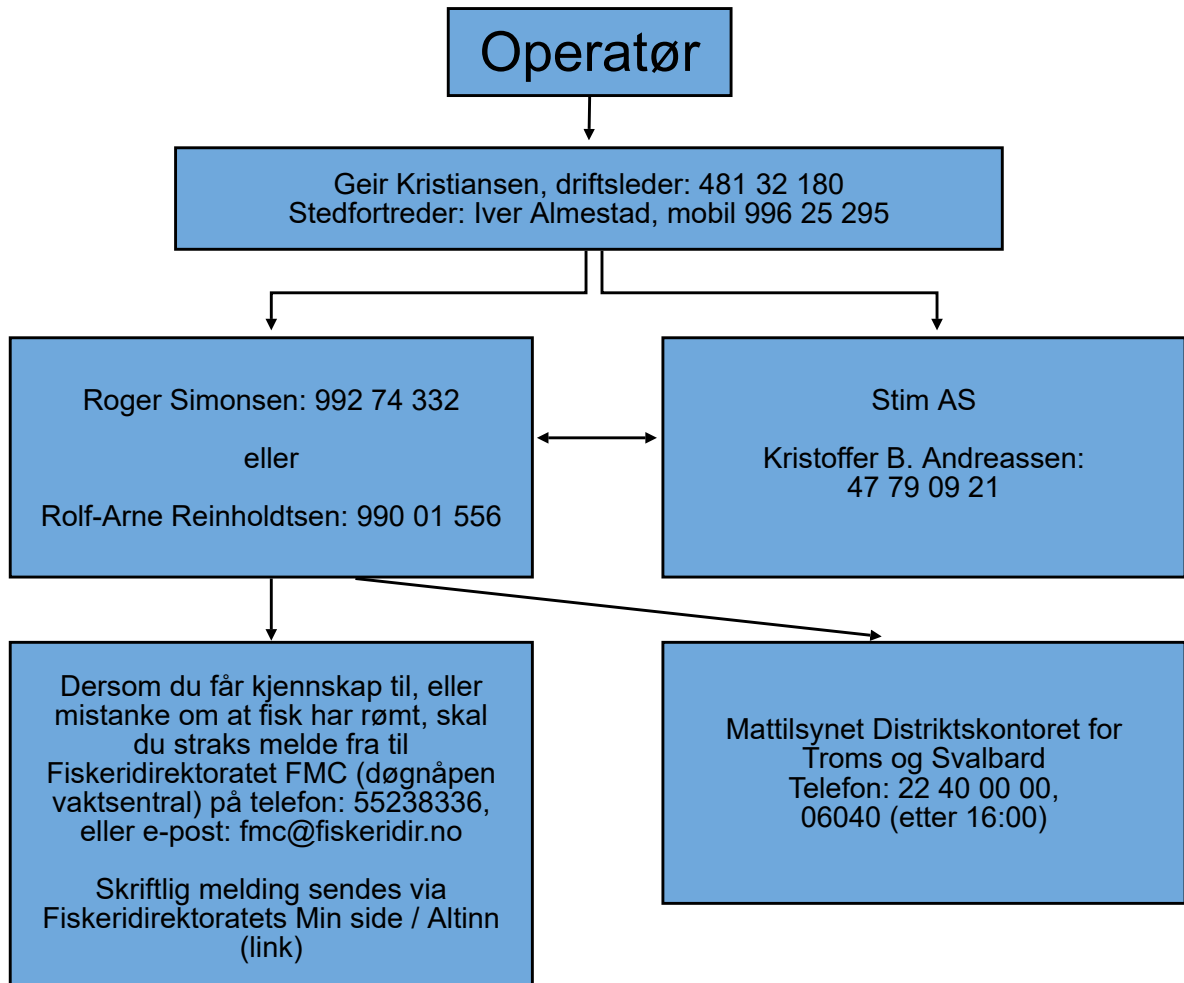 Operatør
Geir Kristiansen, driftsleder: 481 32 180
Stedfortreder: Iver Almestad, mobil 996 25 295
Roger Simonsen: 992 74 332
eller
Rolf-Arne Reinholdtsen: 990 01 556
Stim AS
Kristoffer B. Andreassen:
47 79 09 21
Dersom du får kjennskap til, eller
mistanke om at fisk har rømt, skal
du straks melde fra til
Fiskeridirektoratet FMC (døgnåpen
vaktsentral) på telefon: 55238336,
eller e-post: fmc@fiskeridir.no
Skriftlig melding sendes via
Fiskeridirektoratets Min side / Altinn
(link)
Mattilsynet Distriktskontoret for
Troms og Svalbard
Telefon: 22 40 00 00,
06040 (etter 16:00)